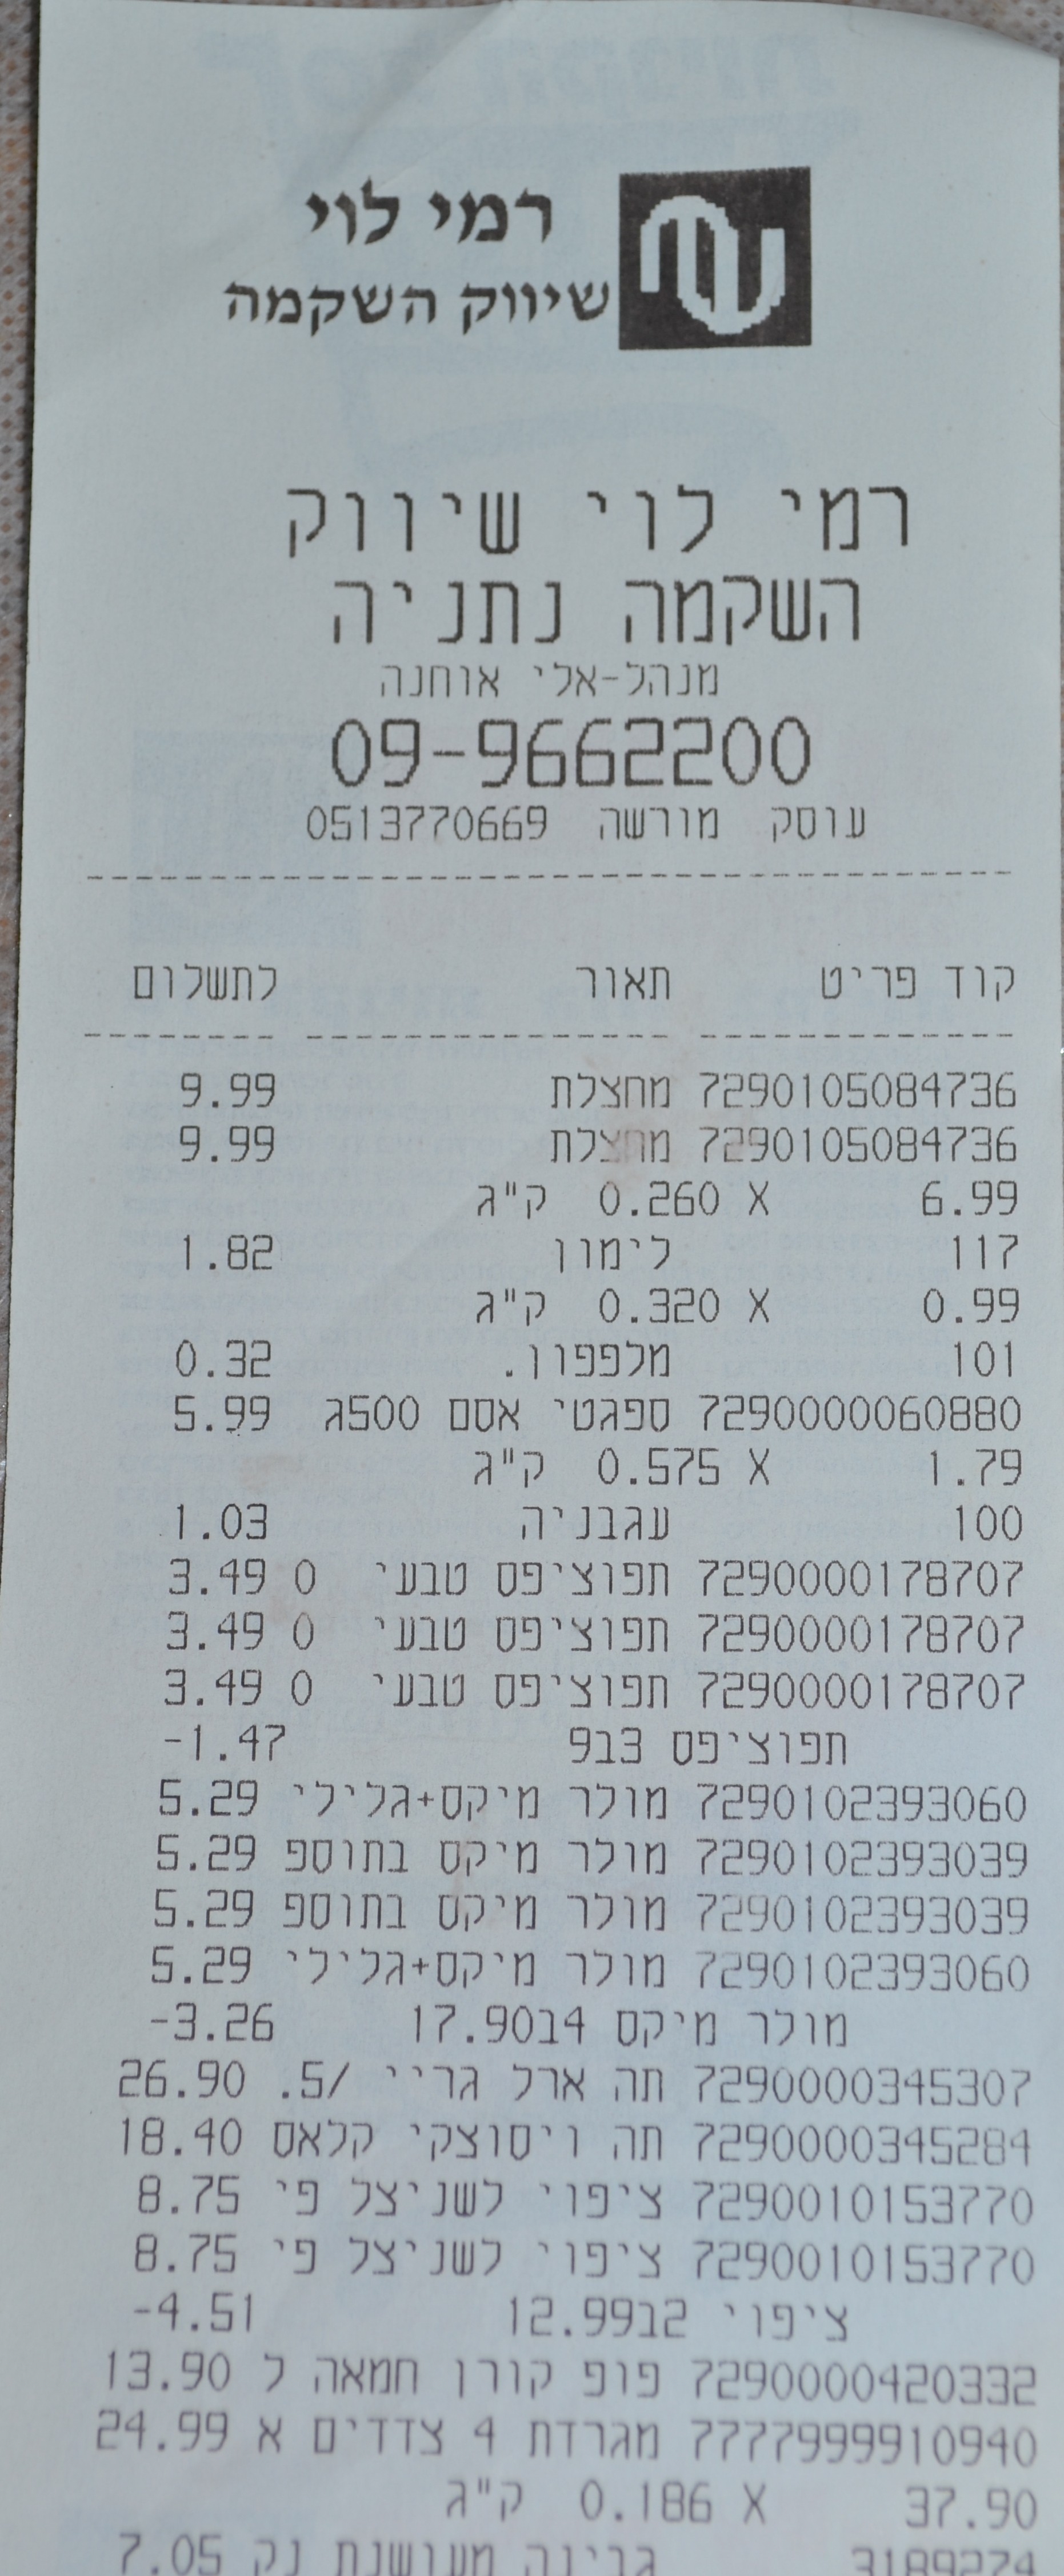 רמי לוי
שיווק השקמה
רמי לוי שיווק
השקמה נתניה
מנהל-אלי אוחנה
09-9662200
עוסק מורשה 0513770669
קוד פריט תאור לתשלום
7290105084736 מחצלת 9.99
7290105084736 מחצלת 9.99
6.99 X 0.260 ק"ג
117 לימון 1.82
0.99 X 0.320 ק"ג
101 מלפפון. 0.32
7290000060880 ספגטי אסם 500ג 5.99
1.79 X 0.575 ק"ג
100 עגבניה 1.03
7290000178707 תפוציפס טבעי 0 3.49
7290000178707 תפוציפס טבעי 0 3.49
7290000178707 תפוציפס טבעי 0 3.49
תפוציפס 3ב9 -1.47
7290102393060 מולר מיקס+גלילי 5.29
7290102393039 מולר מיקס בתוספ 5.29
7290102393039 מולר מיקס בתוספ 5.29
7290102393060 מולר מיקס+גלילי 5.29
מולר מיקס 4ב17.90 -3.26
7290000345307 תה ארל גריי /5. 26.90
7290000345284 תה ויסוצקי קלאס 18.40
7290010153770 ציפוי לשניצל פי 8.75
7290010153770 ציפוי לשניצל פי 8.75
ציפוי 2ב12.99 -4.51
7290000420332 פופ קורן חמאה ל 13.90
7777999910940 מגרדת 4 צדדים א 24.99
37.90 X 0.186 ק"ג
3189274 גבינה מעושנת נק 7.05